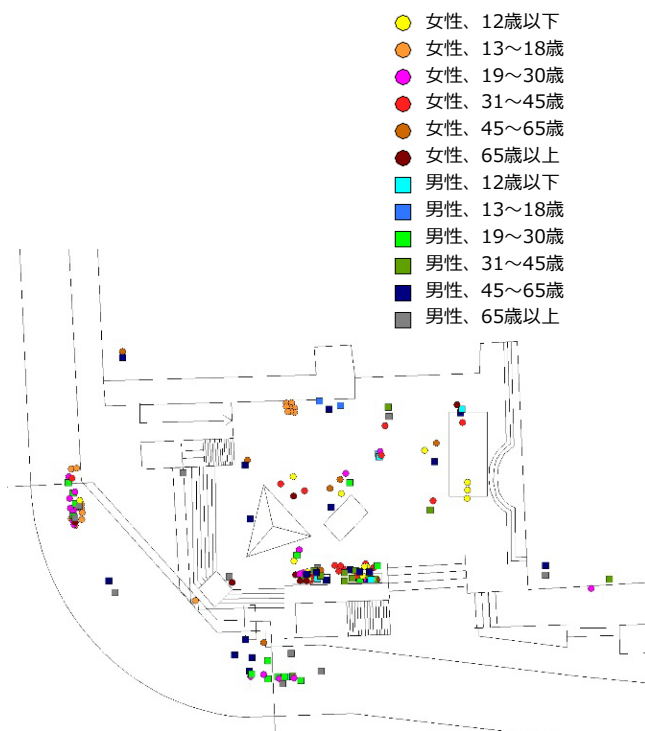 女性、12歳以下
女性、13～18歳
女性、19～30歳
女性、31～45歳
女性、45～65歳
女性、65歳以上
男性、12歳以下
男性、13～18歳
男性、19～30歳
男性、31～45歳
男性、45～65歳
男性、65歳以上